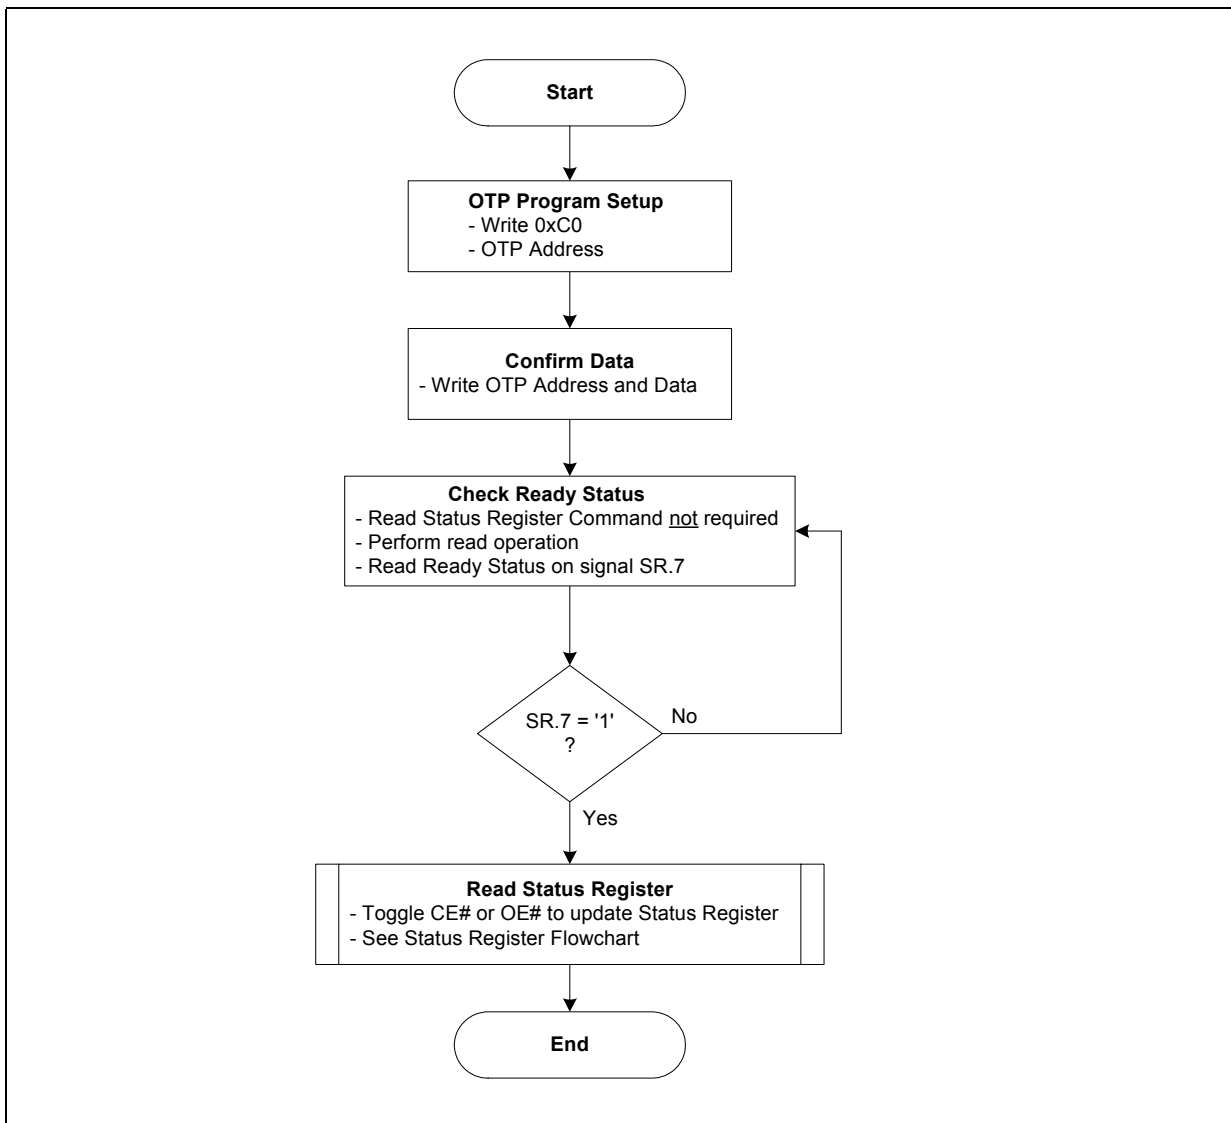 Start
OTP Program Setup
- Write 0xC0
- OTP Address
Confirm Data
- Write OTP Address and Data
Check Ready Status
- Read Status Register Command not required
- Perform read operation
- Read Ready Status on signal SR.7
SR.7 = '1'
?
No
Yes
Read Status Register
- Toggle CE# or OE# to update Status Register
- See Status Register Flowchart
End